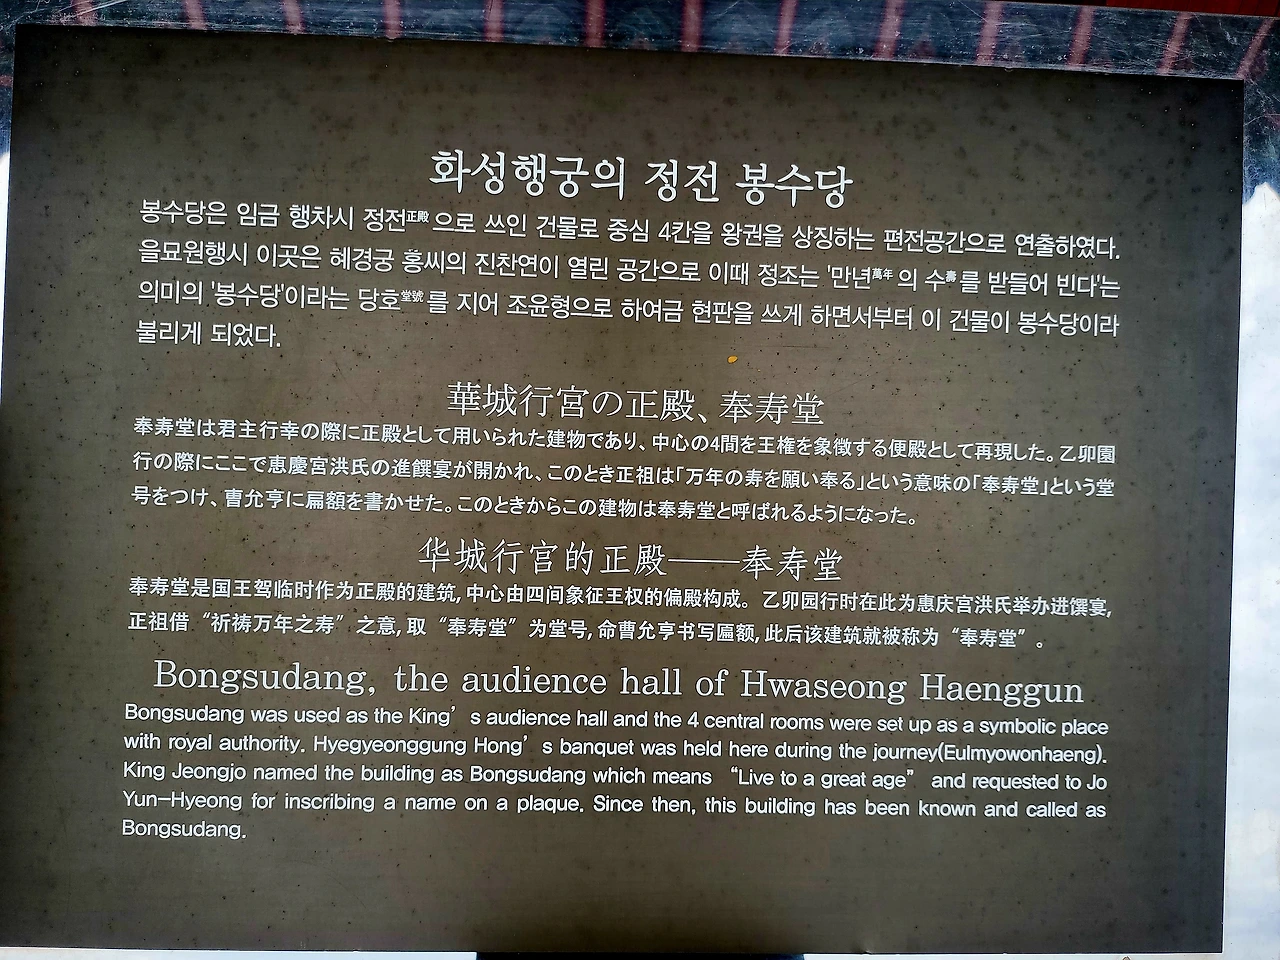 화성행궁의 정전 봉수당
봉수당은 임금 행차시 정전正殿으로 쓰인 건물로 중심 4칸을 왕권을 상징하는 편전공간으로 연출하였다.
을묘원행시 이곳은 혜경궁 홍씨의 진찬연이 열린 공간으로 이때 정조는 '만년萬年의 수壽를 받들어 빈다'는
의미의 '봉수당'이라는 당호堂號를 지어 조윤형으로 하여금 현판을 쓰게 하면서부터 이 건물이 봉수당이라
불리게 되었다.
華城行宮の正殿、奉寿堂
奉寿堂は君主行幸の際に正殿として用いられた建物であり、中心の4間を王権を象徴する便殿として再現した。乙卯園
行の際にここで恵慶宮洪氏の進饌宴が開かれ、このとき正祖は「万年の寿を願い奉る」という意味の「奉寿堂」という堂
号をつけ、曺允亨に扁額を書かせた。このときからこの建物は奉寿堂と呼ばれるようになった。
华城行宫的正殿——奉寿堂
奉寿堂是国王驾临时作为正殿的建筑, 中心由四间象征王权的偏殿构成。乙卯园行时在此为惠庆宫洪氏举办进馔宴,
正祖借“祈祷万年之寿”之意, 取“奉寿堂”为堂号, 命曹允亨书写匾额, 此后该建筑就被称为“奉寿堂”。
Bongsudang, the audience hall of Hwaseong Haenggun
Bongsudang was used as the King’s audience hall and the 4 central rooms were set up as a symbolic place
with royal authority. Hyegyeonggung Hong’s banquet was held here during the journey(Eulmyowonhaeng).
King Jeongjo named the building as Bongsudang which means “Live to a great age” and requested to Jo
Yun-Hyeong for inscribing a name on a plaque. Since then, this building has been known and called as
Bongsudang.